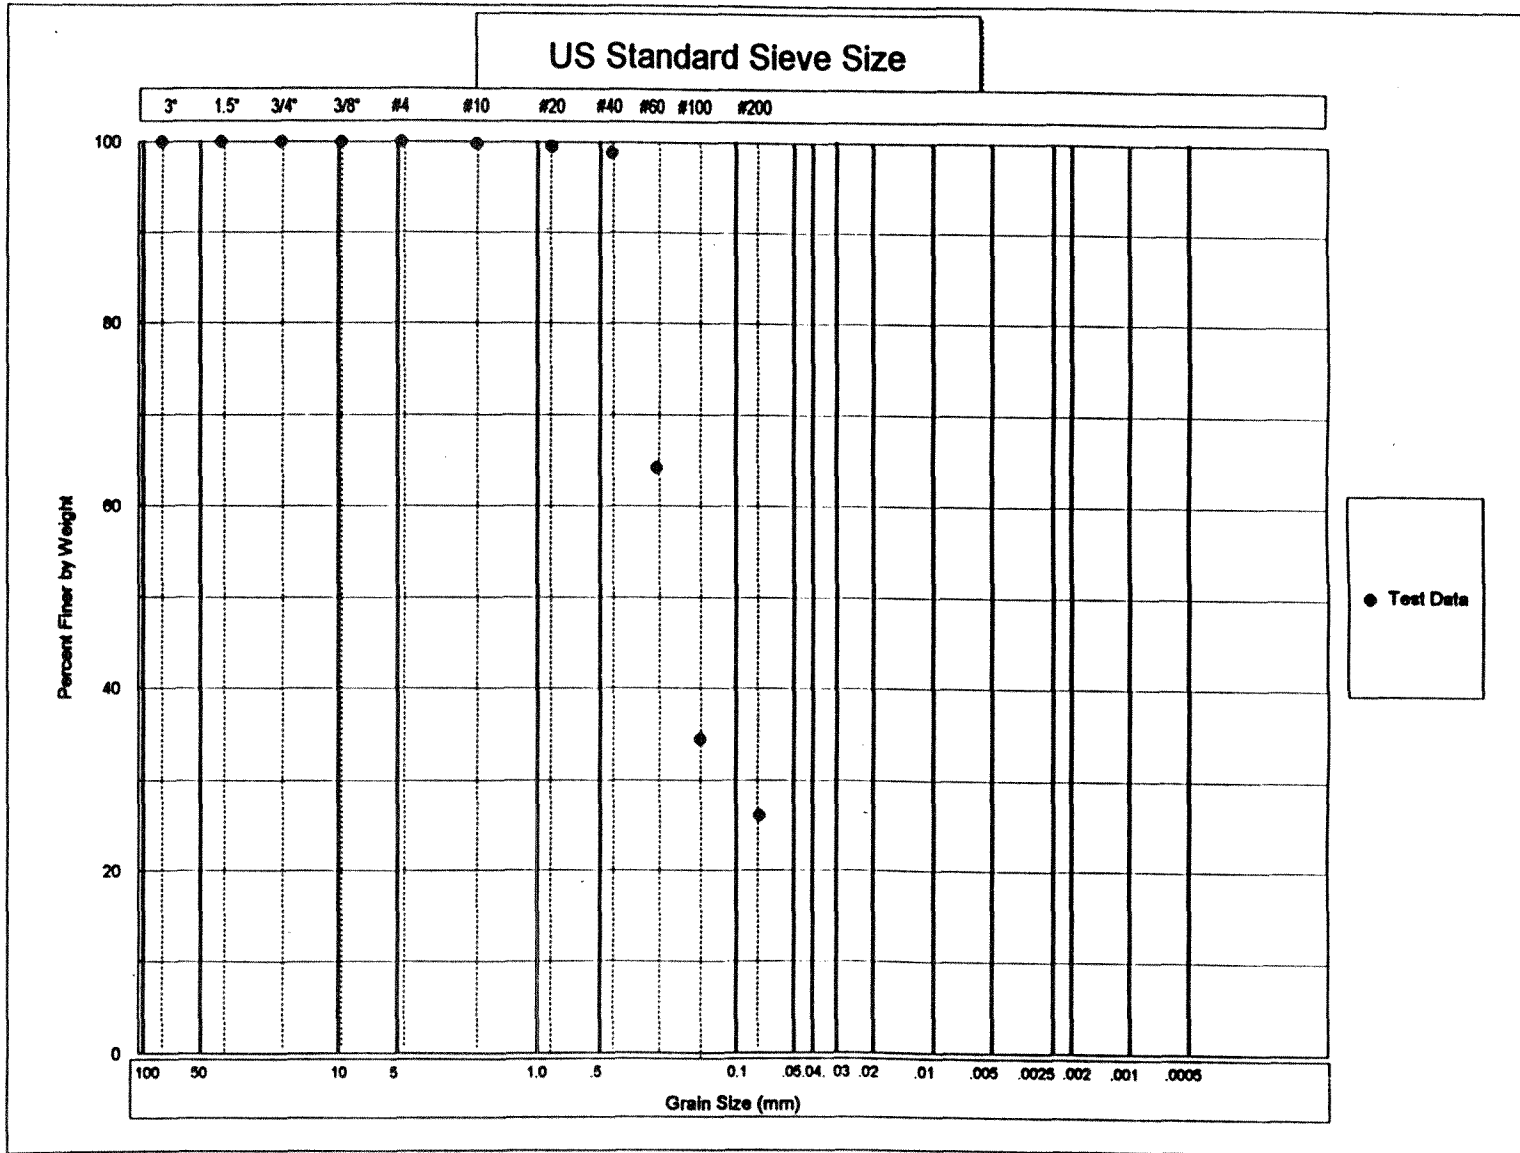 US Standard Sieve Size
3" 1.5" 3/4" 3/8" #4 #10 #20 #40 #60 #100 #200
100
80
60
40
20
0
Percent Finer by Weight
Test Data
100 50 10 5 1.0 .5 0.1 .05 .04. 03 .02 .01 .005 .0025 .002 .001 .0005
Grain Size (mm)